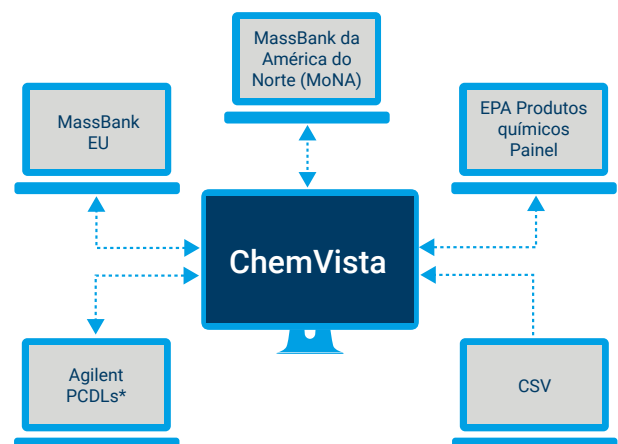 MassBank da
América do
Norte (MoNA)
MassBank
EU
EPA Produtos
químicos
Painel
ChemVista
Agilent
PCDLs*
CSV